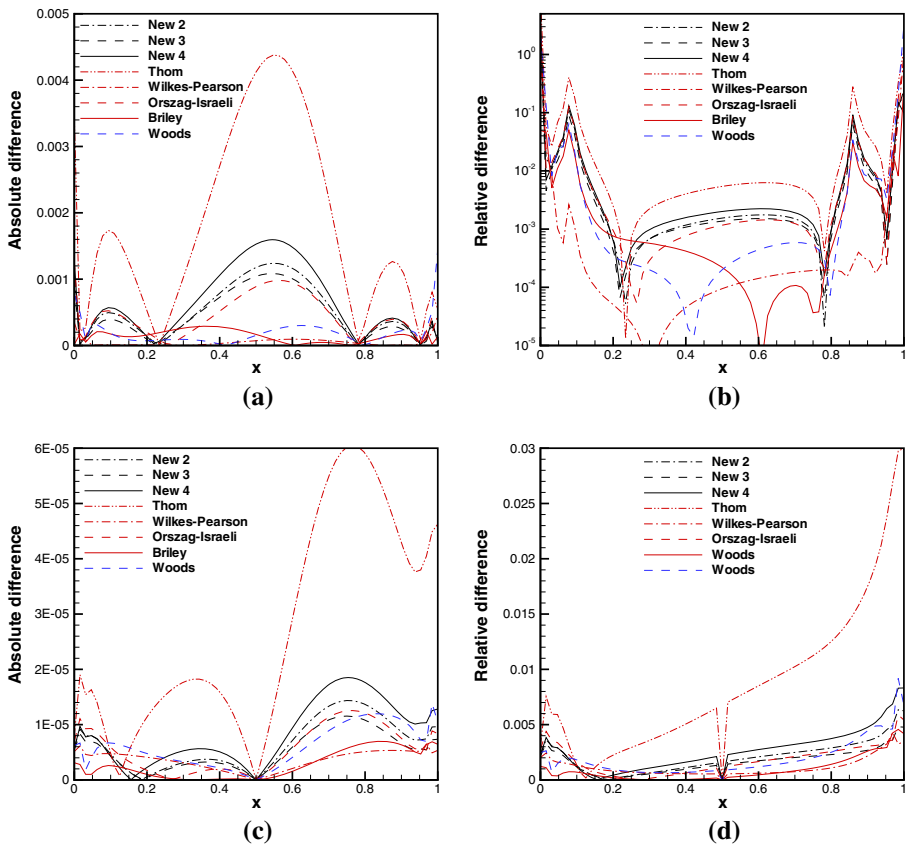 0.005
0.004
0.003
0.002
0.001
0
Absolute difference
New 2
New 3
New 4
Thom
Wilkes-Pearson
Orszag-Israeli
Briley
Woods
0 0.2 0.4 0.6 0.8 1
x
(a)
10^0
10^-1
10^-2
10^-3
10^-4
10^-5
Relative difference
New 2
New 3
New 4
Thom
Wilkes-Pearson
Orszag-Israeli
Briley
Woods
0 0.2 0.4 0.6 0.8 1
x
(b)
6E-05
5E-05
3E-05
2E-05
1E-05
0
Absolute difference
New 2
New 3
New 4
Thom
Wilkes-Pearson
Orszag-Israeli
Briley
Woods
0 0.2 0.4 0.6 0.8 1
x
(c)
0.03
0.025
0.02
0.015
0.01
0.005
0
Relative difference
New 2
New 3
New 4
Thom
Wilkes-Pearson
Orszag-Israeli
Woods
Woods
0 0.2 0.4 0.6 0.8 1
x
(d)